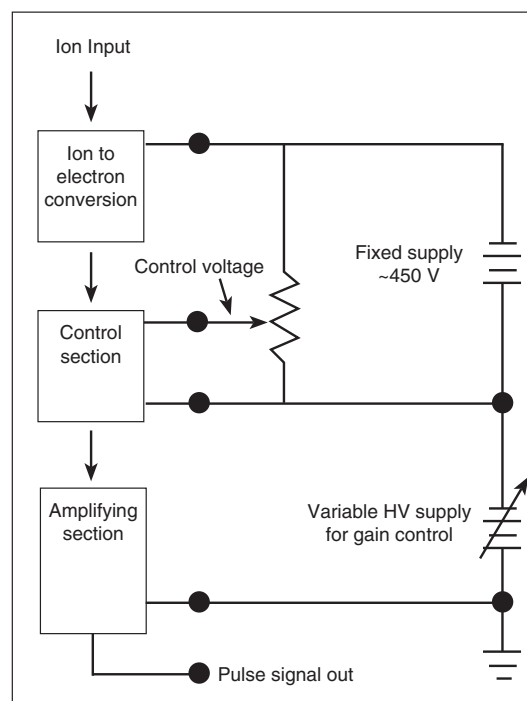 Ion Input
Ion to
electron
conversion
Control voltage
Fixed supply
~450 V
Control
section
Amplifying
section
Variable HV supply
for gain control
Pulse signal out